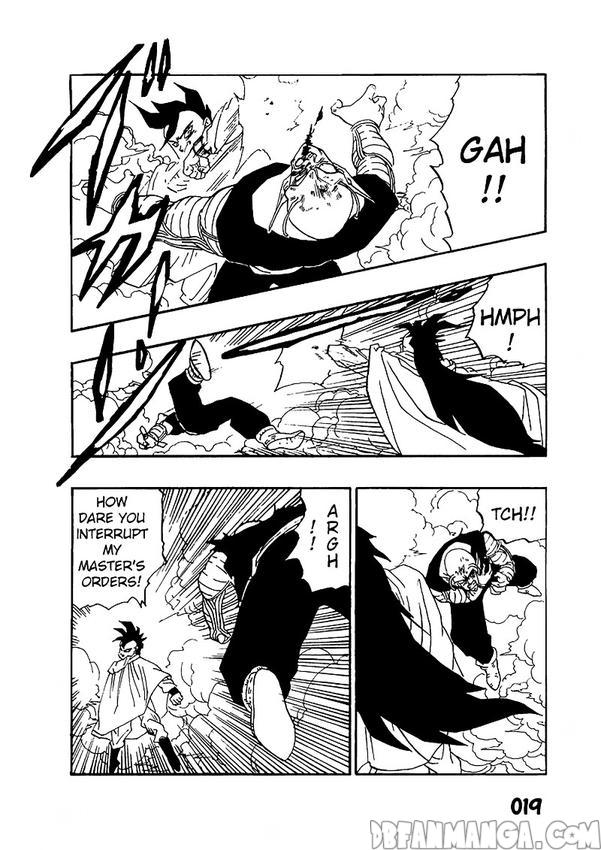 GAH
!!
HMPH
!
TCH!!
ARGH
!!
HOW
DARE YOU
INTERRUPT
MY
MASTER'S
ORDERS!
019
DBFANMANGA.COM